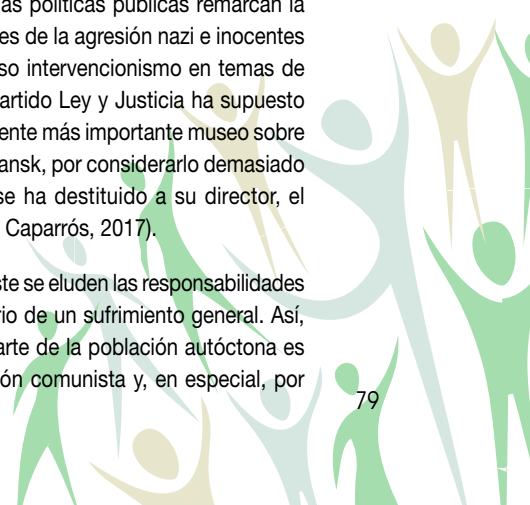 as políticas públicas remarcan la
es de la agresión nazi e inocentes
so intervencionismo en temas de
artido Ley y Justicia ha supuesto
ente más importante museo sobre
ansk, por considerarlo demasiado
se ha destituido a su director, el
Caparrós, 2017).
ste se eluden las responsabilidades
rio de un sufrimiento general. Así,
arte de la población autóctona es
ón comunista y, en especial, por
79